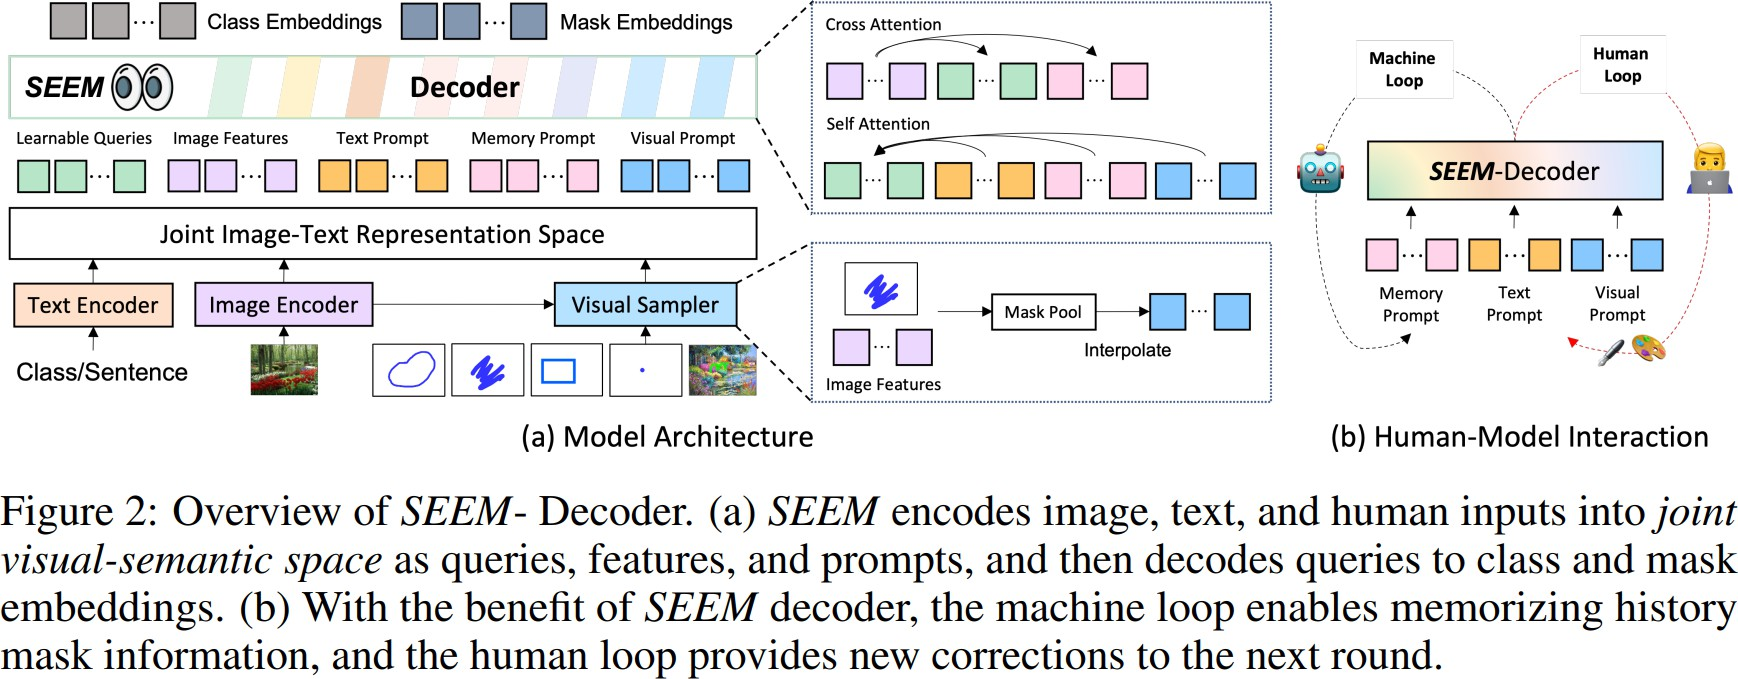 Class Embeddings
Mask Embeddings
SEEM Decoder
Learnable Queries
Image Features
Text Prompt
Memory Prompt
Visual Prompt
Joint Image-Text Representation Space
Text Encoder
Image Encoder
Visual Sampler
Class/Sentence
Cross Attention
Self Attention
Mask Pool
Interpolate
Image Features
(a) Model Architecture
Machine
Loop
Human
Loop
SEEM-Decoder
Memory
Prompt
Text
Prompt
Visual
Prompt
(b) Human-Model Interaction
Figure 2: Overview of SEEM- Decoder. (a) SEEM encodes image, text, and human inputs into joint
visual-semantic space as queries, features, and prompts, and then decodes queries to class and mask
embeddings. (b) With the benefit of SEEM decoder, the machine loop enables memorizing history
mask information, and the human loop provides new corrections to the next round.